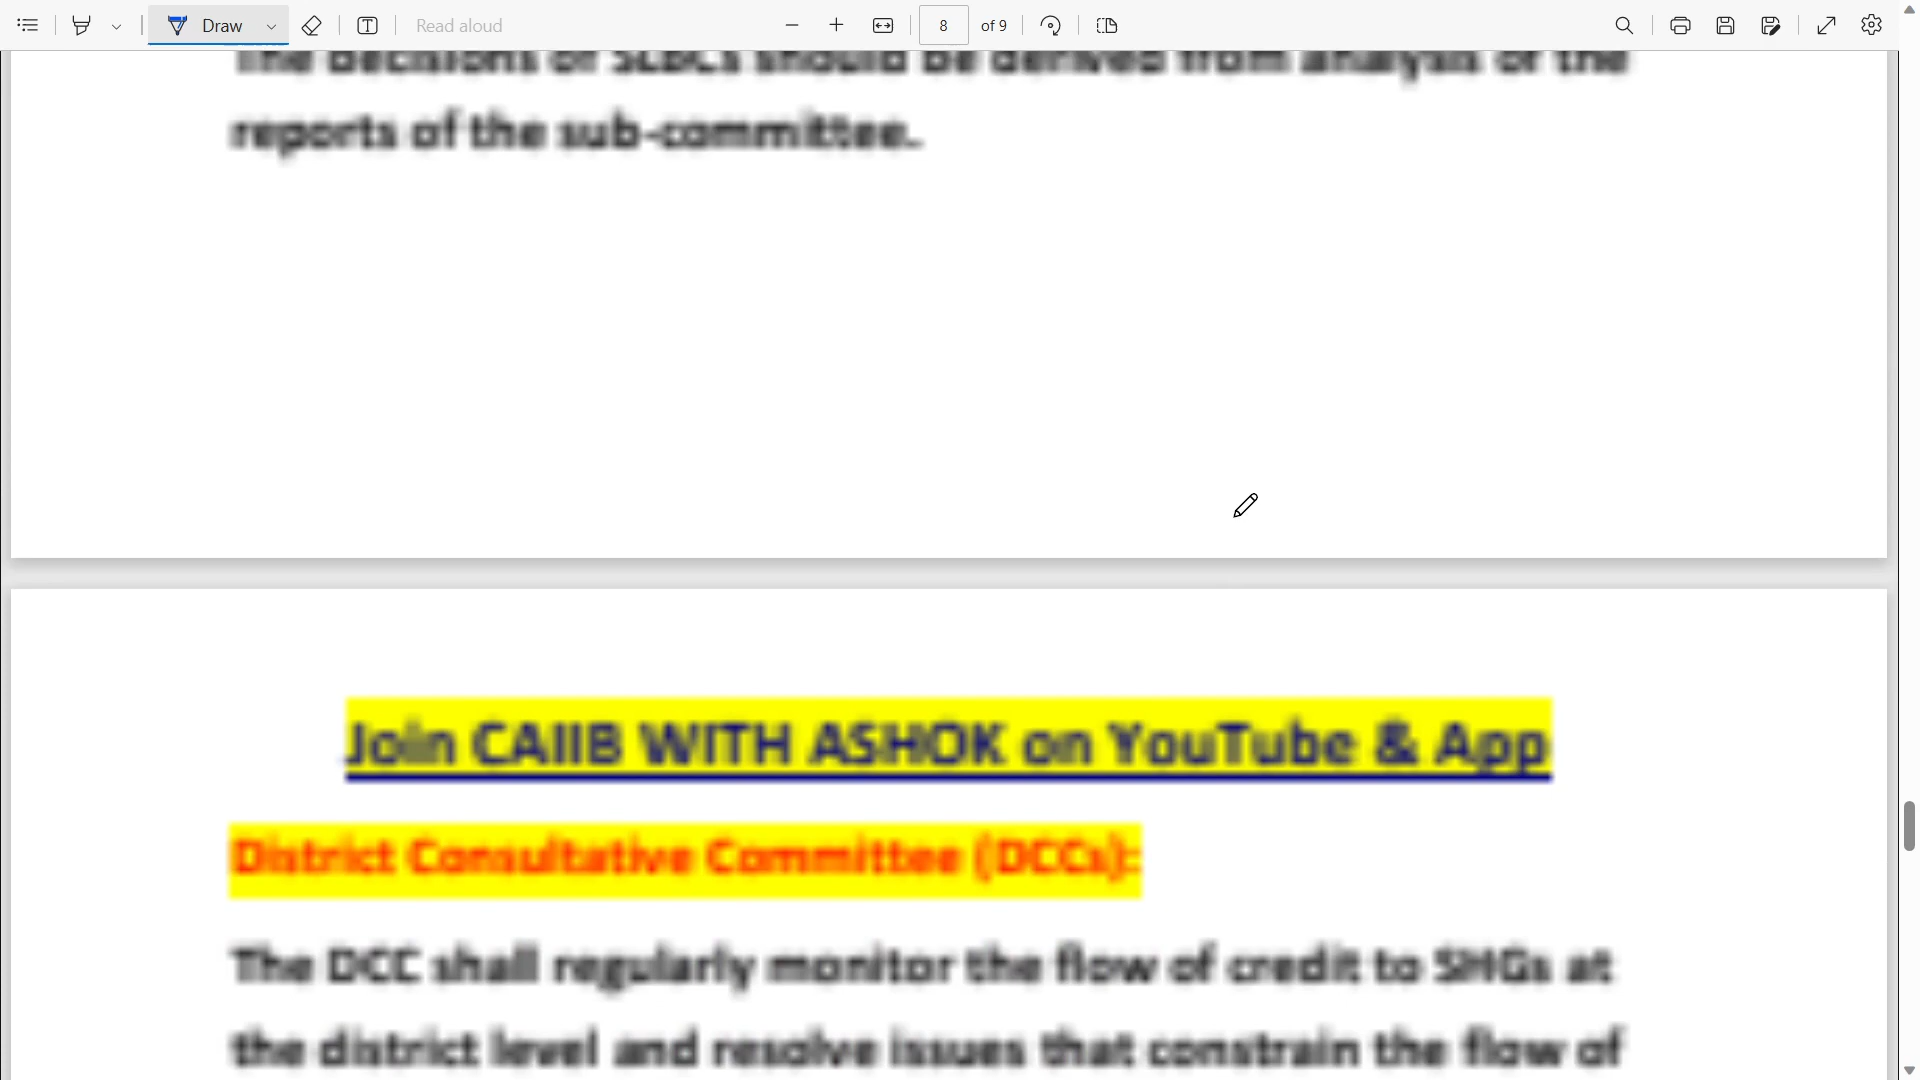 Draw
Read aloud
8 of 9
The decisions of SLBCs should be derived from analysis of the
reports of the sub-committee.
Join CAIIB WITH ASHOK on YouTube & App
District Consultative Committee (DCCs):
The DCC shall regularly monitor the flow of credit to SHGs at
the district level and resolve issues that constrain the flow of